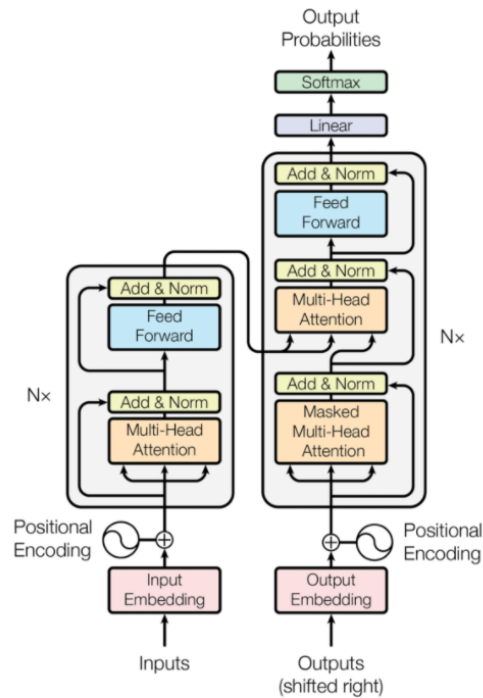 Output
Probabilities
Softmax
Linear
Add & Norm
Feed
Forward
Add & Norm
Multi-Head
Attention
Add & Norm
Masked
Multi-Head
Attention
Nx
Positional
Encoding
Output
Embedding
Outputs
(shifted right)
Add & Norm
Feed
Forward
Add & Norm
Multi-Head
Attention
Nx
Positional
Encoding
Input
Embedding
Inputs